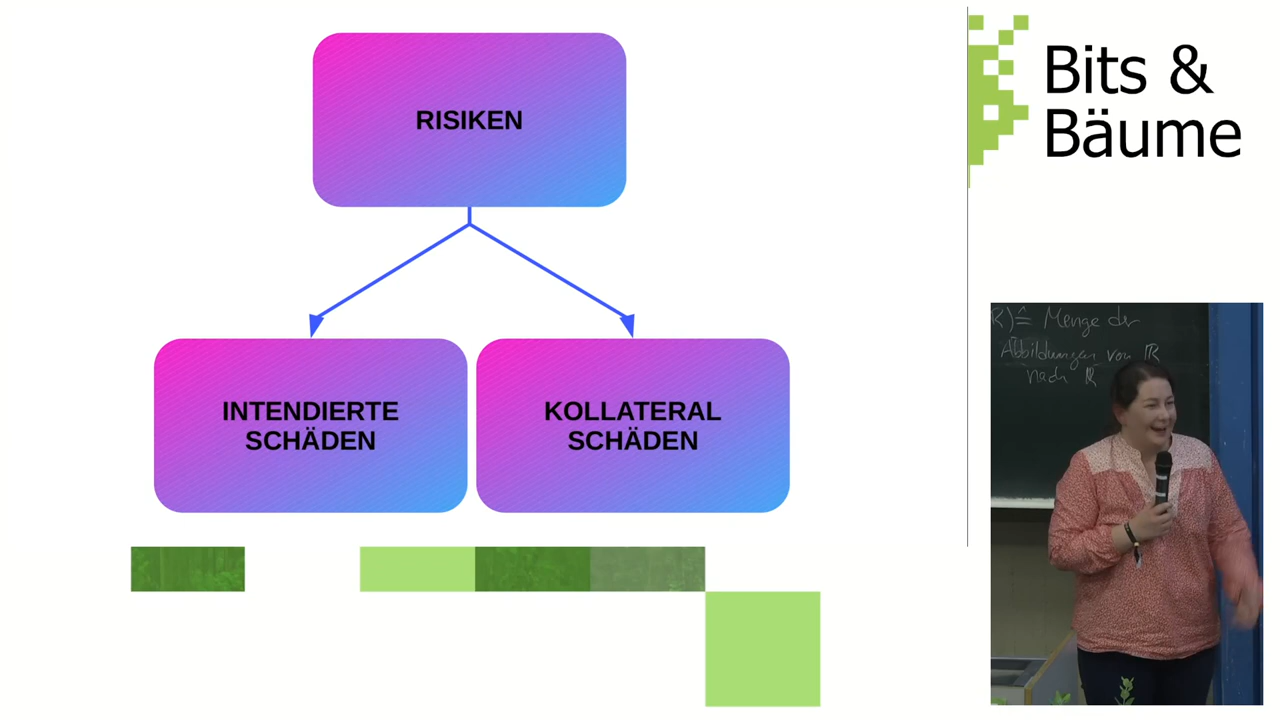 RISIKEN
INTENDIERTE
SCHÄDEN
KOLLATERAL
SCHÄDEN
Bits &
Bäume
R) ≙ Menge der
Abbildungen von ℝ
nach ℝ